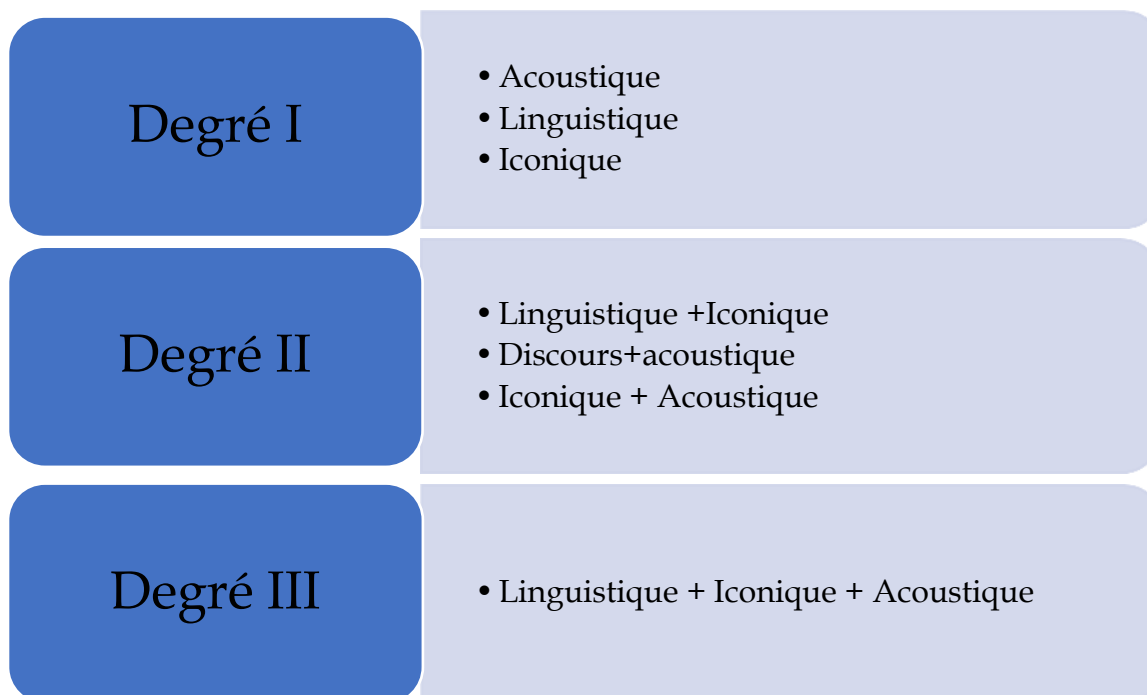 Degré I
• Acoustique
• Linguistique
• Iconique
Degré II
• Linguistique +Iconique
• Discours+acoustique
• Iconique + Acoustique
Degré III
• Linguistique + Iconique + Acoustique